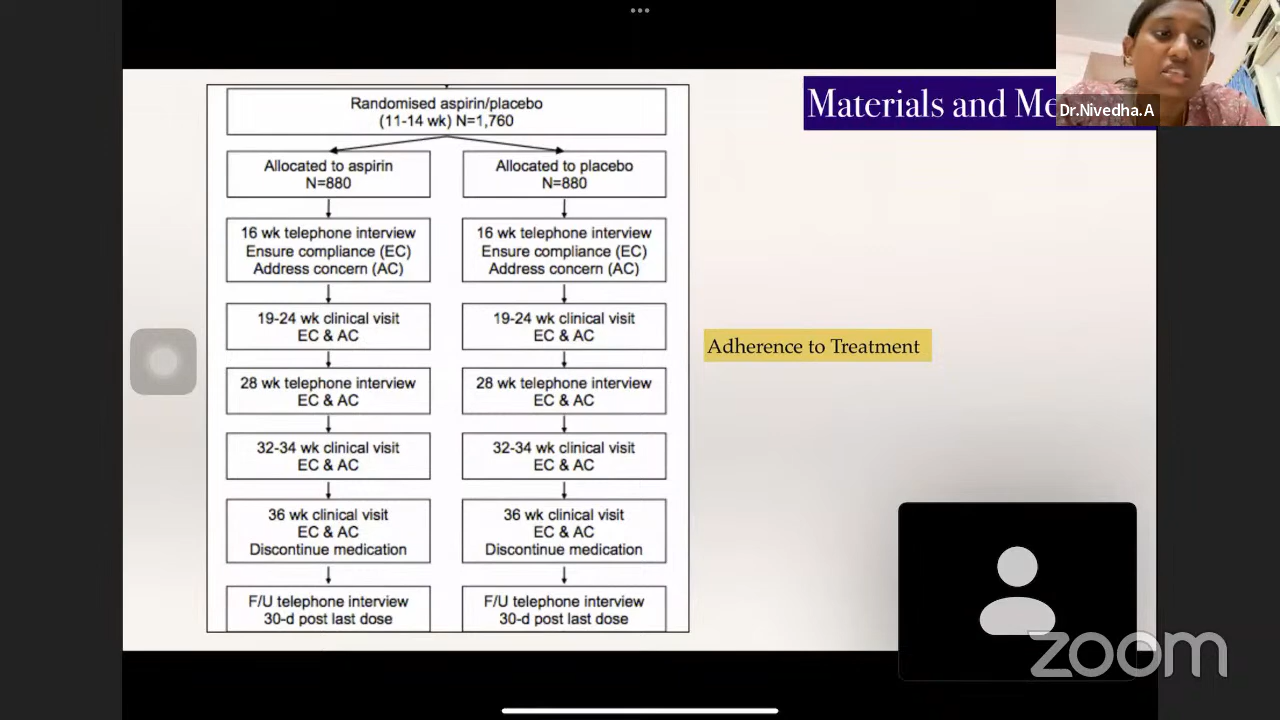 Materials and Me
Dr.Nivedha.A
Randomised aspirin/placebo
(11-14 wk) N=1,760
Allocated to aspirin
N=880
Allocated to placebo
N=880
16 wk telephone interview
Ensure compliance (EC)
Address concern (AC)
16 wk telephone interview
Ensure compliance (EC)
Address concern (AC)
19-24 wk clinical visit
EC & AC
19-24 wk clinical visit
EC & AC
Adherence to Treatment
28 wk telephone interview
EC & AC
28 wk telephone interview
EC & AC
32-34 wk clinical visit
EC & AC
32-34 wk clinical visit
EC & AC
36 wk clinical visit
EC & AC
Discontinue medication
36 wk clinical visit
EC & AC
Discontinue medication
F/U telephone interview
30-d post last dose
F/U telephone interview
30-d post last dose
zoom